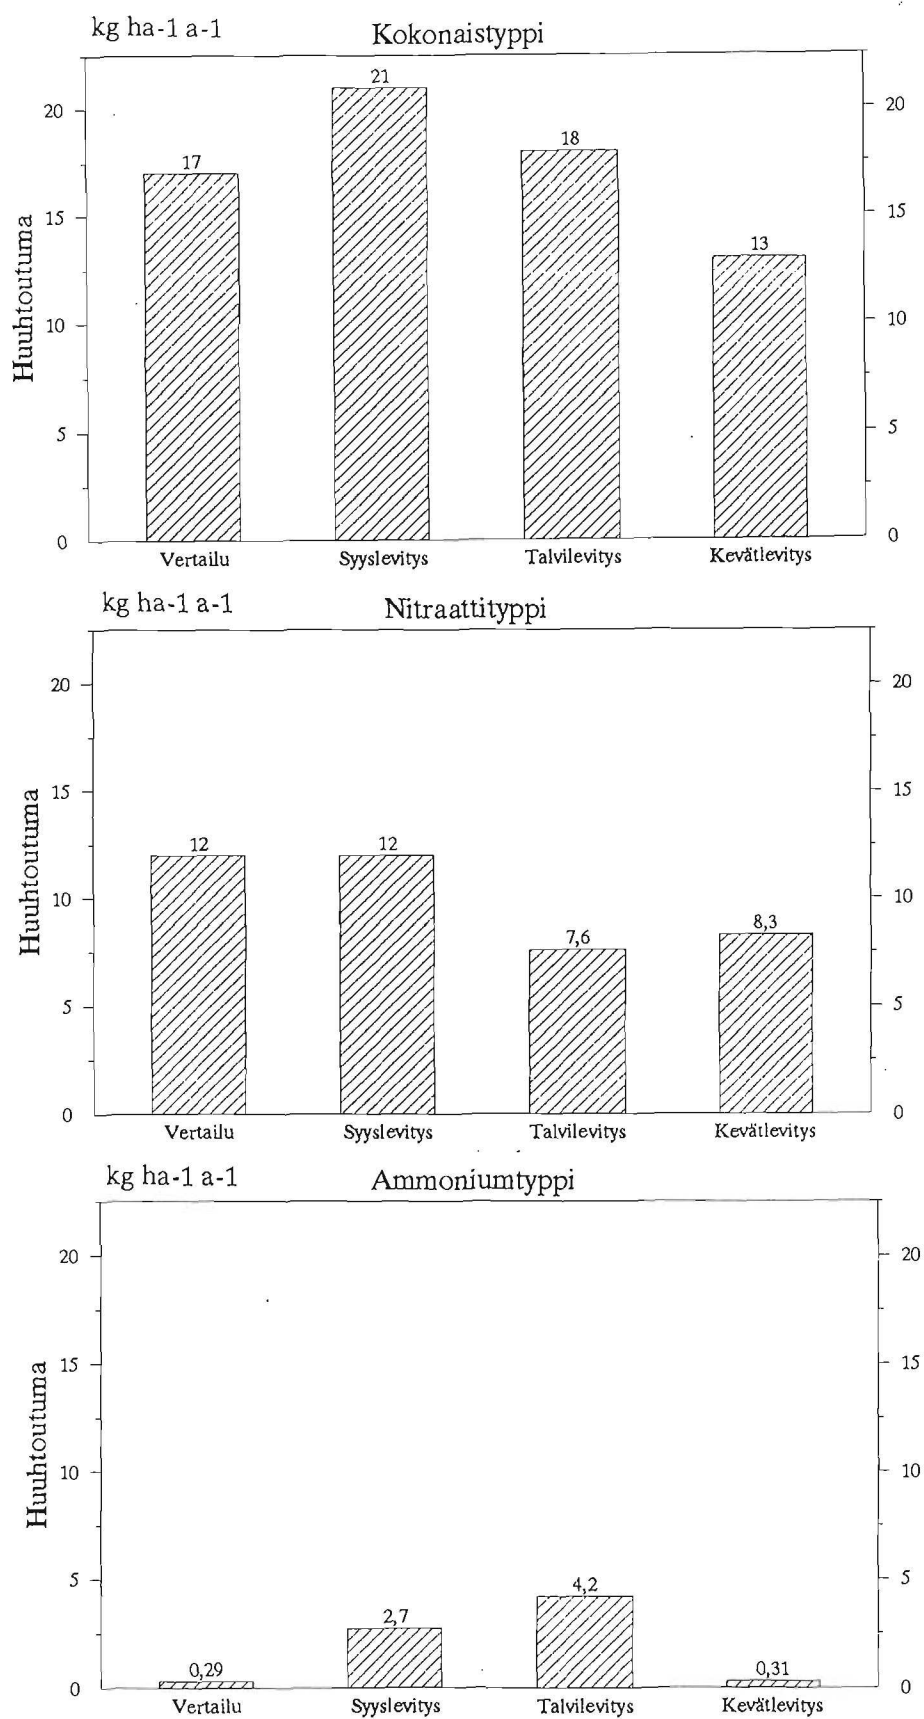 kg ha-1 a-1 Kokonaistyppi
21
20 20
18
17
15 15
13
10 10
5 5
0 0
Huuhtoutuma
Vertailu Syyslevitys Talvilevitys Kevätlevitys
kg ha-1 a-1 Nitraattityppi
20 20
15 15
12 12
10 10
8,3
7,6
5 5
0 0
Huuhtoutuma
Vertailu Syyslevitys Talvilevitys Kevätlevitys
kg ha-1 a-1 Ammoniumtyppi
20 20
15 15
10 10
5 5
4,2
2,7
0,29 0,31
0 0
Huuhtoutuma
Vertailu Syyslevitys Talvilevitys Kevätlevitys